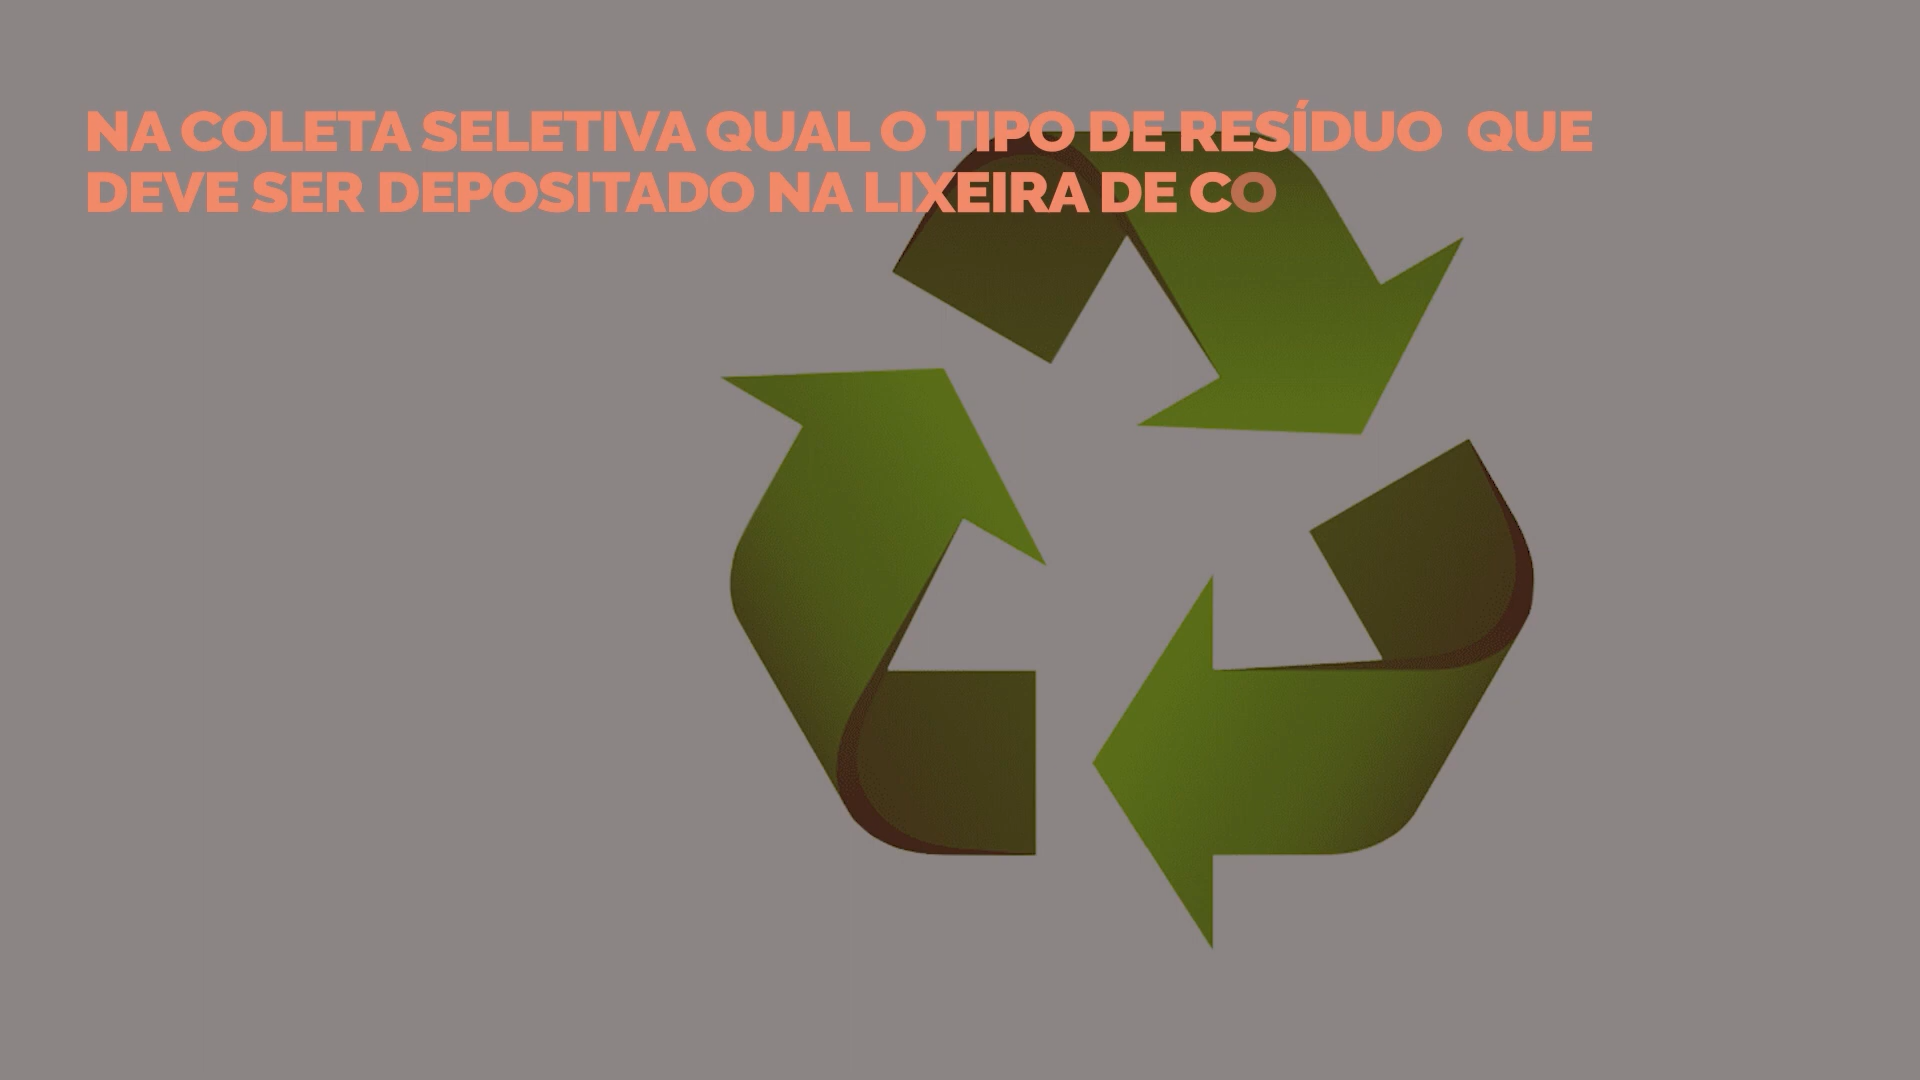 NA COLETA SELETIVA QUAL O TIPO DE RESÍDUO QUE
DEVE SER DEPOSITADO NA LIXEIRA DE CO